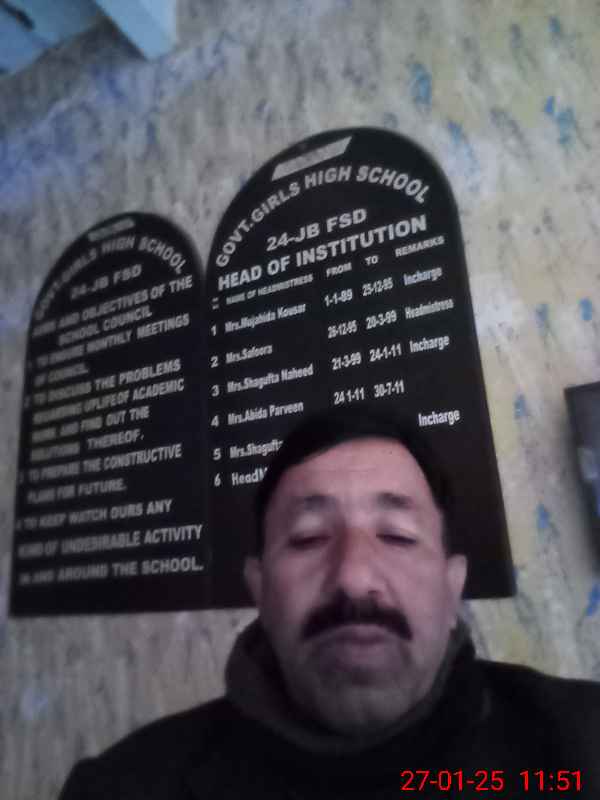 GOVT.GIRLS HIGH SCHOOL
24-JB FSD
AIMS AND OBJECTIVES OF THE
SCHOOL COUNCIL
1 TO ENSURE MONTHLY MEETINGS
OF COUNCIL.
2 TO DISCUSS THE PROBLEMS
REGARDING UPLIFE OF ACADEMIC
WORK AND FIND OUT THE
SOLUTIONS THEREOF.
3 TO PREPARE THE CONSTRUCTIVE
PLANS FOR FUTURE.
4 TO KEEP WATCH OURS ANY
KIND OF UNDESIRABLE ACTIVITY
IN AND AROUND THE SCHOOL.
GOVT.GIRLS HIGH SCHOOL
24-JB FSD
HEAD OF INSTITUTION
NAME OF HEADMISTRESS FROM TO REMARKS
1 Mrs.Mujahida Kousar 1-1-89 25-12-95 Incharge
2 Mrs.Saloora 26-12-95 20-3-99 Headmistress
3 Mrs.Shagufta Naheed 21-3-99 24-1-11 Incharge
4 Mrs.Abida Parveen 24 1-11 30-7-11
5 Mrs.Shagufta Incharge
6 HeadM
27-01-25 11:51